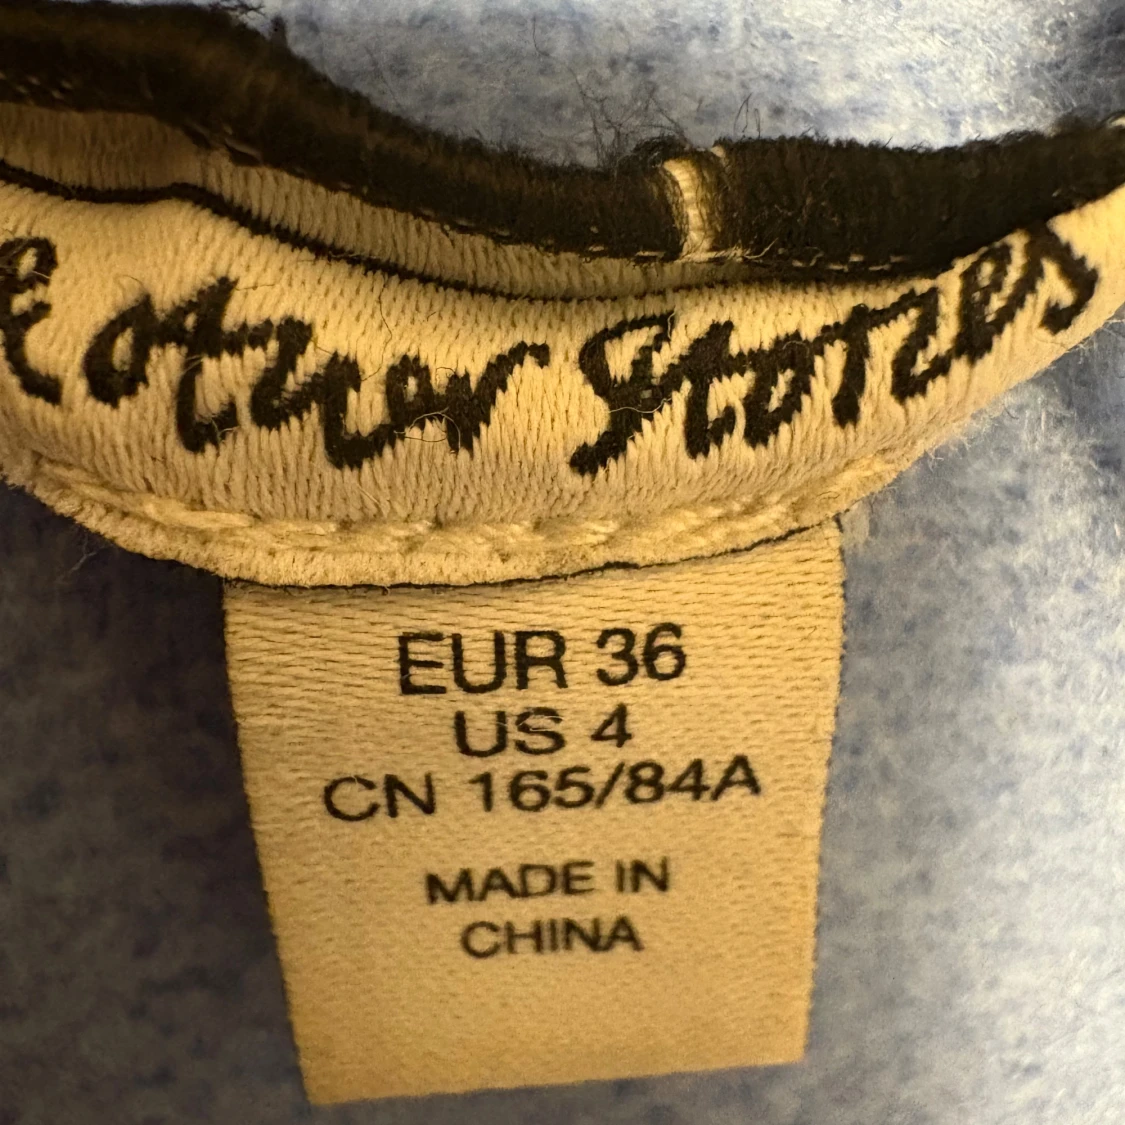 & Other Stories
EUR 36
US 4
CN 165/84A
MADE IN
CHINA